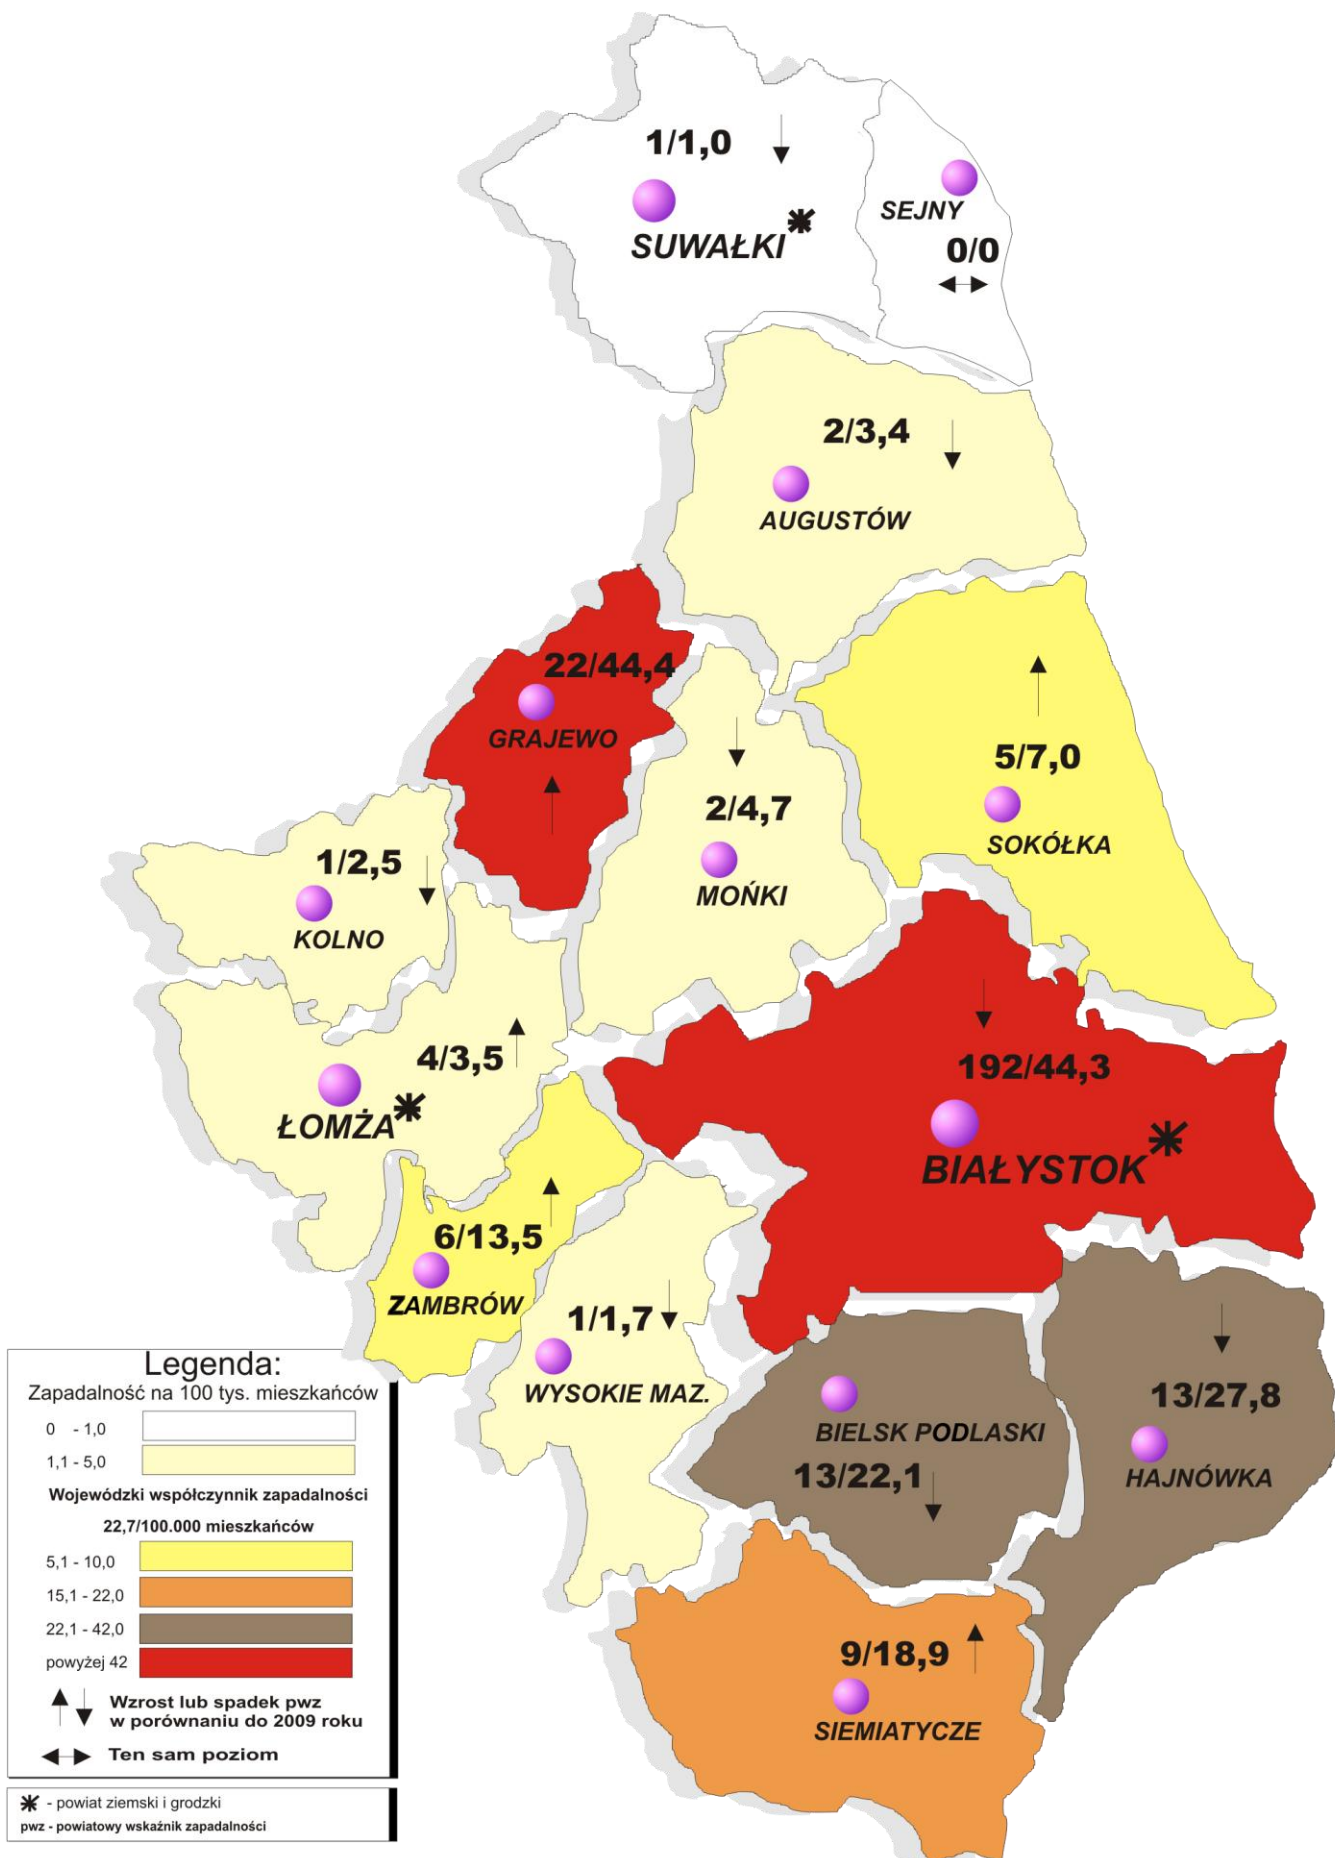 1/1,0
SUWAŁKI
SEJNY
0/0
2/3,4
AUGUSTÓW
22/44,4
GRAJEWO
5/7,0
SOKÓŁKA
2/4,7
MOŃKI
1/2,5
KOLNO
4/3,5
ŁOMŻA
192/44,3
BIAŁYSTOK
6/13,5
ZAMBRÓW
1/1,7
WYSOKIE MAZ.
BIELSK PODLASKI
13/22,1
13/27,8
HAJNÓWKA
9/18,9
SIEMIATYCZE
Legenda:
Zapadalność na 100 tys. mieszkańców
0 - 1,0
1,1 - 5,0
Wojewódzki współczynnik zapadalności
22,7/100.000 mieszkańców
5,1 - 10,0
15,1 - 22,0
22,1 - 42,0
powyżej 42
Wzrost lub spadek pwz
w porównaniu do 2009 roku
Ten sam poziom
- powiat ziemski i grodzki
pwz - powiatowy wskaźnik zapadalności